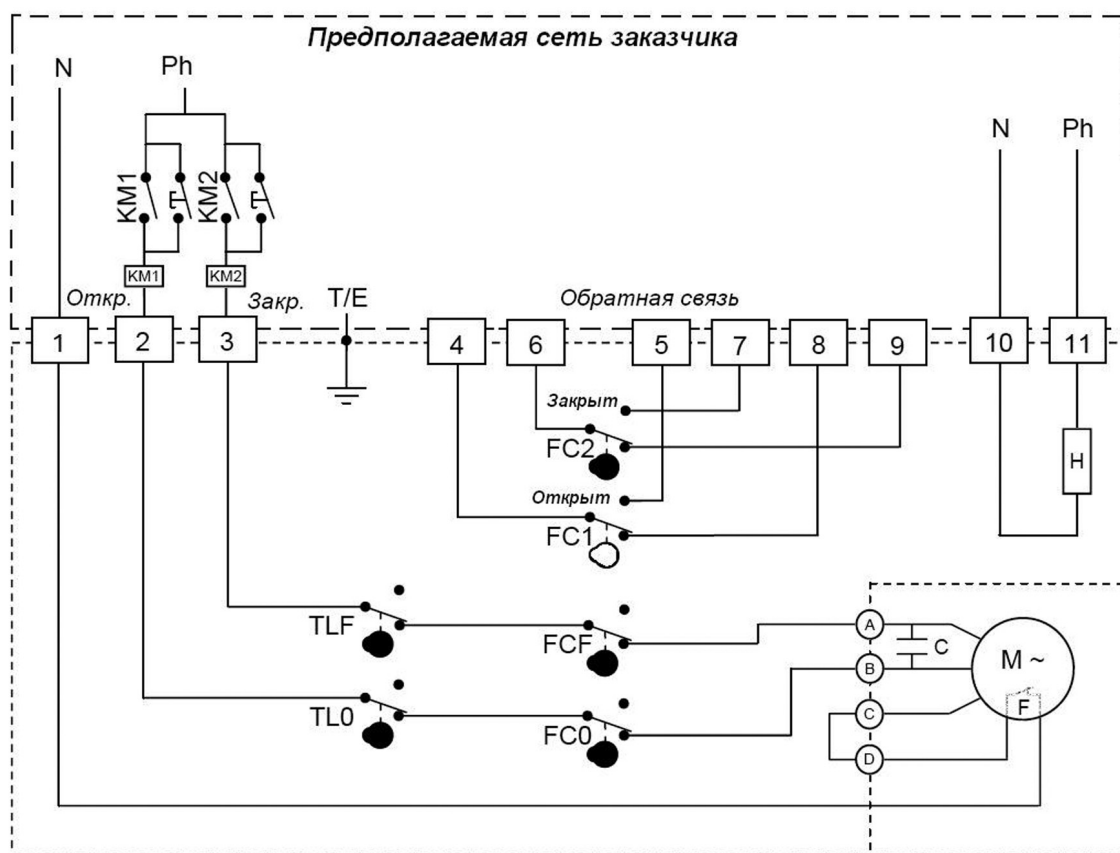 Предполагаемая сеть заказчика
N
Ph
N
Ph
KM1
KM2
KM1
KM2
Откр.
Закр.
T/E
Обратная связь
1
2
3
4
6
5
7
8
9
10
11
Закрыт
FC2
H
Открыт
FC1
TLF
FCF
A
C
M ~
B
TL0
FC0
C
F
D